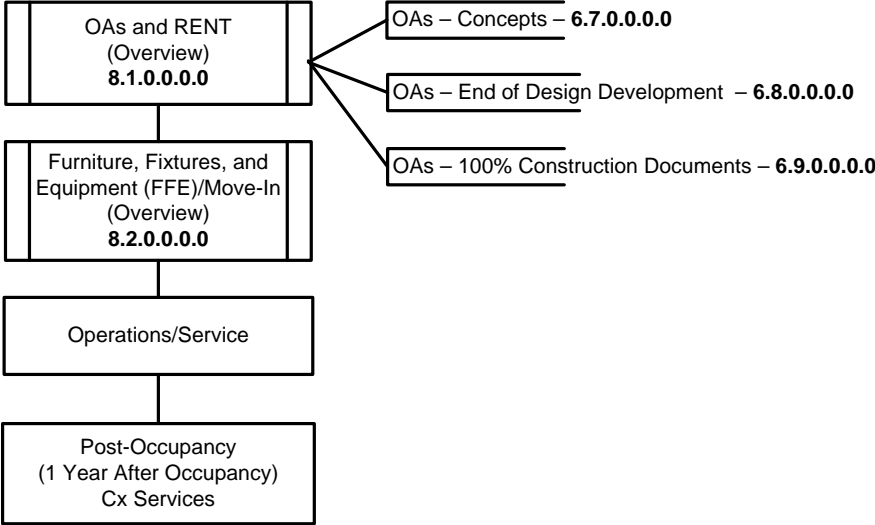 OAs and RENT
(Overview)
8.1.0.0.0.0
OAs – Concepts – 6.7.0.0.0.0
OAs – End of Design Development – 6.8.0.0.0.0
OAs – 100% Construction Documents – 6.9.0.0.0.0
Furniture, Fixtures, and
Equipment (FFE)/Move-In
(Overview)
8.2.0.0.0.0
Operations/Service
Post-Occupancy
(1 Year After Occupancy)
Cx Services